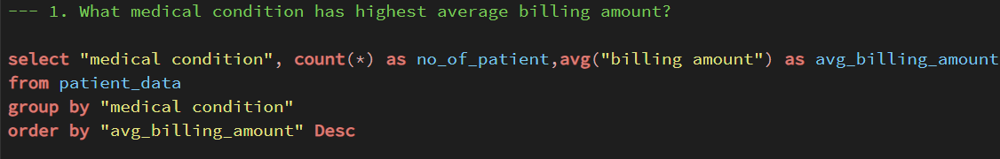 --- 1. What medical condition has highest average billing amount?
select "medical condition", count(*) as no_of_patient,avg("billing amount") as avg_billing_amount
from patient_data
group by "medical condition"
order by "avg_billing_amount" Desc